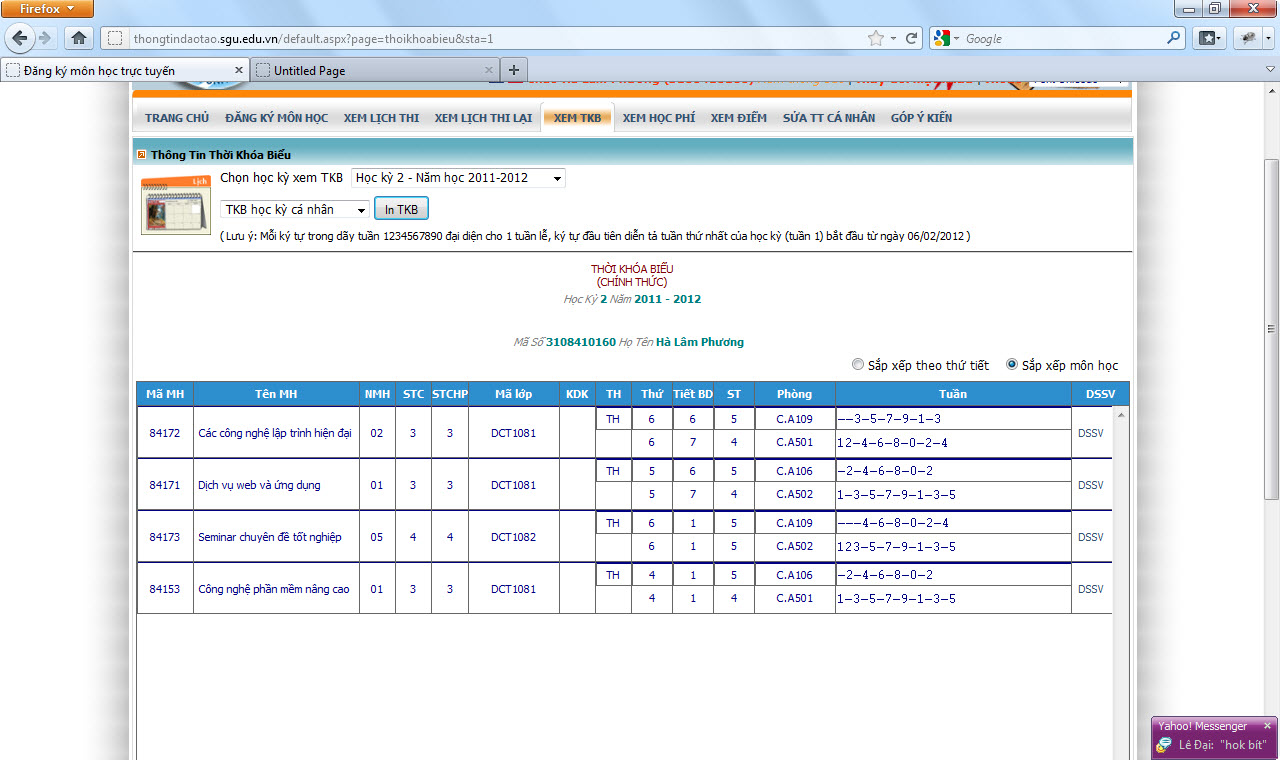 Firefox
thongtindaotao.sgu.edu.vn/default.aspx?page=thoikhoabieu&sta=1
Google
Đăng ký môn học trực tuyến
Untitled Page
TRANG CHỦ ĐĂNG KÝ MÔN HỌC XEM LỊCH THI XEM LỊCH THI LẠI XEM TKB XEM HỌC PHÍ XEM ĐIỂM SỬA TT CÁ NHÂN GÓP Ý KIẾN
Thông Tin Thời Khóa Biểu
Lịch
Chọn học kỳ xem TKB Học kỳ 2 - Năm học 2011-2012
TKB học kỳ cá nhân In TKB
( Lưu ý: Mỗi ký tự trong dãy tuần 1234567890 đại diện cho 1 tuần lễ, ký tự đầu tiên diễn tả tuần thứ nhất của học kỳ (tuần 1) bắt đầu từ ngày 06/02/2012 )
THỜI KHÓA BIỂU
(CHÍNH THỨC)
Học Kỳ 2 Năm 2011 - 2012
Mã Số 3108410160 Họ Tên Hà Lâm Phương
Sắp xếp theo thứ tiết Sắp xếp môn học
Mã MH Tên MH NMH STC STCHP Mã lớp KDK TH Thứ Tiết BD ST Phòng Tuần DSSV
TH 6 6 5 C.A109 --3-5-7-9-1-3
84172 Các công nghệ lập trình hiện đại 02 3 3 DCT1081 DSSV
6 7 4 C.A501 12-4-6-8-0-2-4
TH 5 6 5 C.A106 -2-4-6-8-0-2
84171 Dịch vụ web và ứng dụng 01 3 3 DCT1081 DSSV
5 7 4 C.A502 1-3-5-7-9-1-3-5
TH 6 1 5 C.A109 ---4-6-8-0-2-4
84173 Seminar chuyên đề tốt nghiệp 05 4 4 DCT1082 DSSV
6 1 5 C.A502 123-5-7-9-1-3-5
TH 4 1 5 C.A106 -2-4-6-8-0-2
84153 Công nghệ phần mềm nâng cao 01 3 3 DCT1081 DSSV
4 1 4 C.A501 1-3-5-7-9-1-3-5
Yahoo! Messenger
Lê Đại: "hok bít"